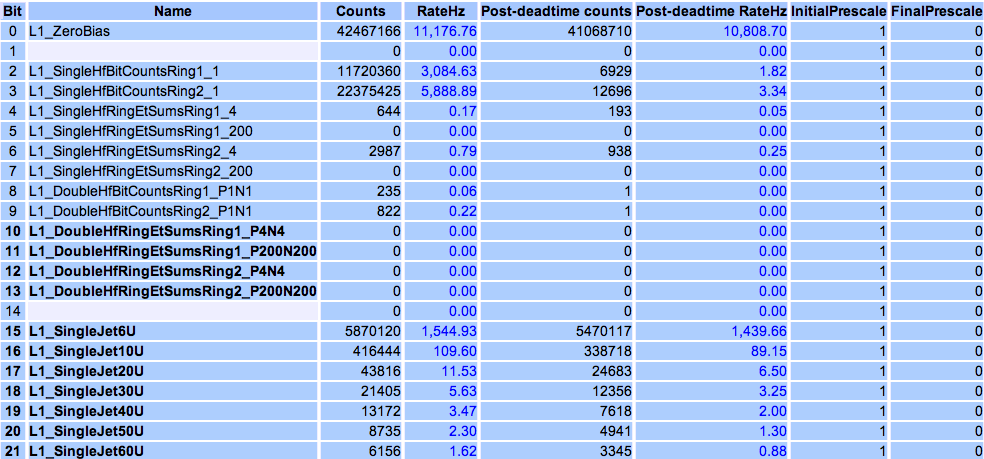 Bit Name Counts RateHz Post-deadtime counts Post-deadtime RateHz InitialPrescale FinalPrescale
0 L1_ZeroBias 42467166 11,176.76 41068710 10,808.70 1 0
1 0 0.00 0 0.00 1 0
2 L1_SingleHfBitCountsRing1_1 11720360 3,084.63 6929 1.82 1 0
3 L1_SingleHfBitCountsRing2_1 22375425 5,888.89 12696 3.34 1 0
4 L1_SingleHfRingEtSumsRing1_4 644 0.17 193 0.05 1 0
5 L1_SingleHfRingEtSumsRing1_200 0 0.00 0 0.00 1 0
6 L1_SingleHfRingEtSumsRing2_4 2987 0.79 938 0.25 1 0
7 L1_SingleHfRingEtSumsRing2_200 0 0.00 0 0.00 1 0
8 L1_DoubleHfBitCountsRing1_P1N1 235 0.06 1 0.00 1 0
9 L1_DoubleHfBitCountsRing2_P1N1 822 0.22 1 0.00 1 0
10 L1_DoubleHfRingEtSumsRing1_P4N4 0 0.00 0 0.00 1 0
11 L1_DoubleHfRingEtSumsRing1_P200N200 0 0.00 0 0.00 1 0
12 L1_DoubleHfRingEtSumsRing2_P4N4 0 0.00 0 0.00 1 0
13 L1_DoubleHfRingEtSumsRing2_P200N200 0 0.00 0 0.00 1 0
14 0 0.00 0 0.00 1 0
15 L1_SingleJet6U 5870120 1,544.93 5470117 1,439.66 1 0
16 L1_SingleJet10U 416444 109.60 338718 89.15 1 0
17 L1_SingleJet20U 43816 11.53 24683 6.50 1 0
18 L1_SingleJet30U 21405 5.63 12356 3.25 1 0
19 L1_SingleJet40U 13172 3.47 7618 2.00 1 0
20 L1_SingleJet50U 8735 2.30 4941 1.30 1 0
21 L1_SingleJet60U 6156 1.62 3345 0.88 1 0